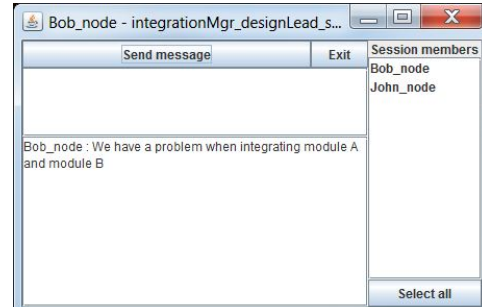 Bob_node - integrationMgr_designLead_s...
Send message
Exit
Session members
Bob_node
John_node
Bob_node : We have a problem when integrating module A
and module B
Select all